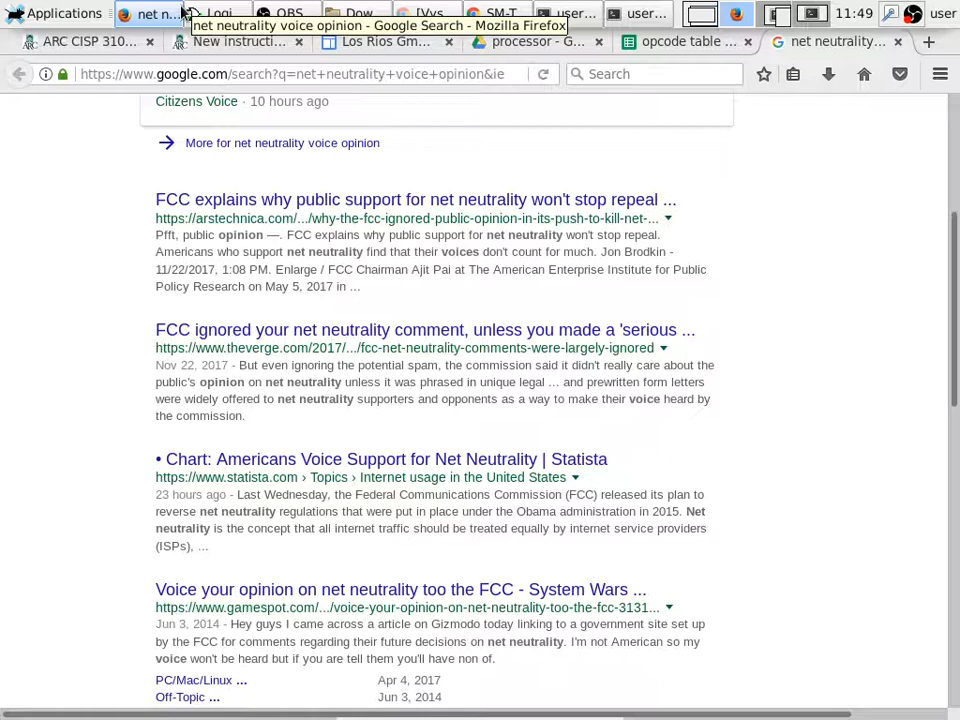 Applications
net n...
Logi
OBS
Dow...
[Vv...
SM-T...
user...
user...
11:49
user
net neutrality voice opinion - Google Search - Mozilla Firefox
ARC CISP 310...
New instructi...
Los Rios Gm...
processor - G...
opcode table ...
net neutrality...
https://www.google.com/search?q=net+neutrality+voice+opinion&ie
Search
Citizens Voice · 10 hours ago
More for net neutrality voice opinion
FCC explains why public support for net neutrality won't stop repeal ...
https://arstechnica.com/.../why-the-fcc-ignored-public-opinion-in-its-push-to-kill-net-...
Pfft, public opinion —. FCC explains why public support for net neutrality won't stop repeal.
Americans who support net neutrality find that their voices don't count for much. Jon Brodkin -
11/22/2017, 1:08 PM. Enlarge / FCC Chairman Ajit Pai at The American Enterprise Institute for Public
Policy Research on May 5, 2017 in ...
FCC ignored your net neutrality comment, unless you made a 'serious ...
https://www.theverge.com/2017/.../fcc-net-neutrality-comments-were-largely-ignored
Nov 22, 2017 - But even ignoring the potential spam, the commission said it didn't really care about the
public's opinion on net neutrality unless it was phrased in unique legal ... and prewritten form letters
were widely offered to net neutrality supporters and opponents as a way to make their voice heard by
the commission.
• Chart: Americans Voice Support for Net Neutrality | Statista
https://www.statista.com › Topics › Internet usage in the United States
23 hours ago - Last Wednesday, the Federal Communications Commission (FCC) released its plan to
reverse net neutrality regulations that were put in place under the Obama administration in 2015. Net
neutrality is the concept that all internet traffic should be treated equally by internet service providers
(ISPs), ...
Voice your opinion on net neutrality too the FCC - System Wars ...
https://www.gamespot.com/.../voice-your-opinion-on-net-neutrality-too-the-fcc-3131...
Jun 3, 2014 - Hey guys I came across a article on Gizmodo today linking to a government site set up
by the FCC for comments regarding their future decisions on net neutrality. I'm not American so my
voice won't be heard but if you are tell them you'll have non of.
PC/Mac/Linux ...
Apr 4, 2017
Off-Topic ...
Jun 3, 2014